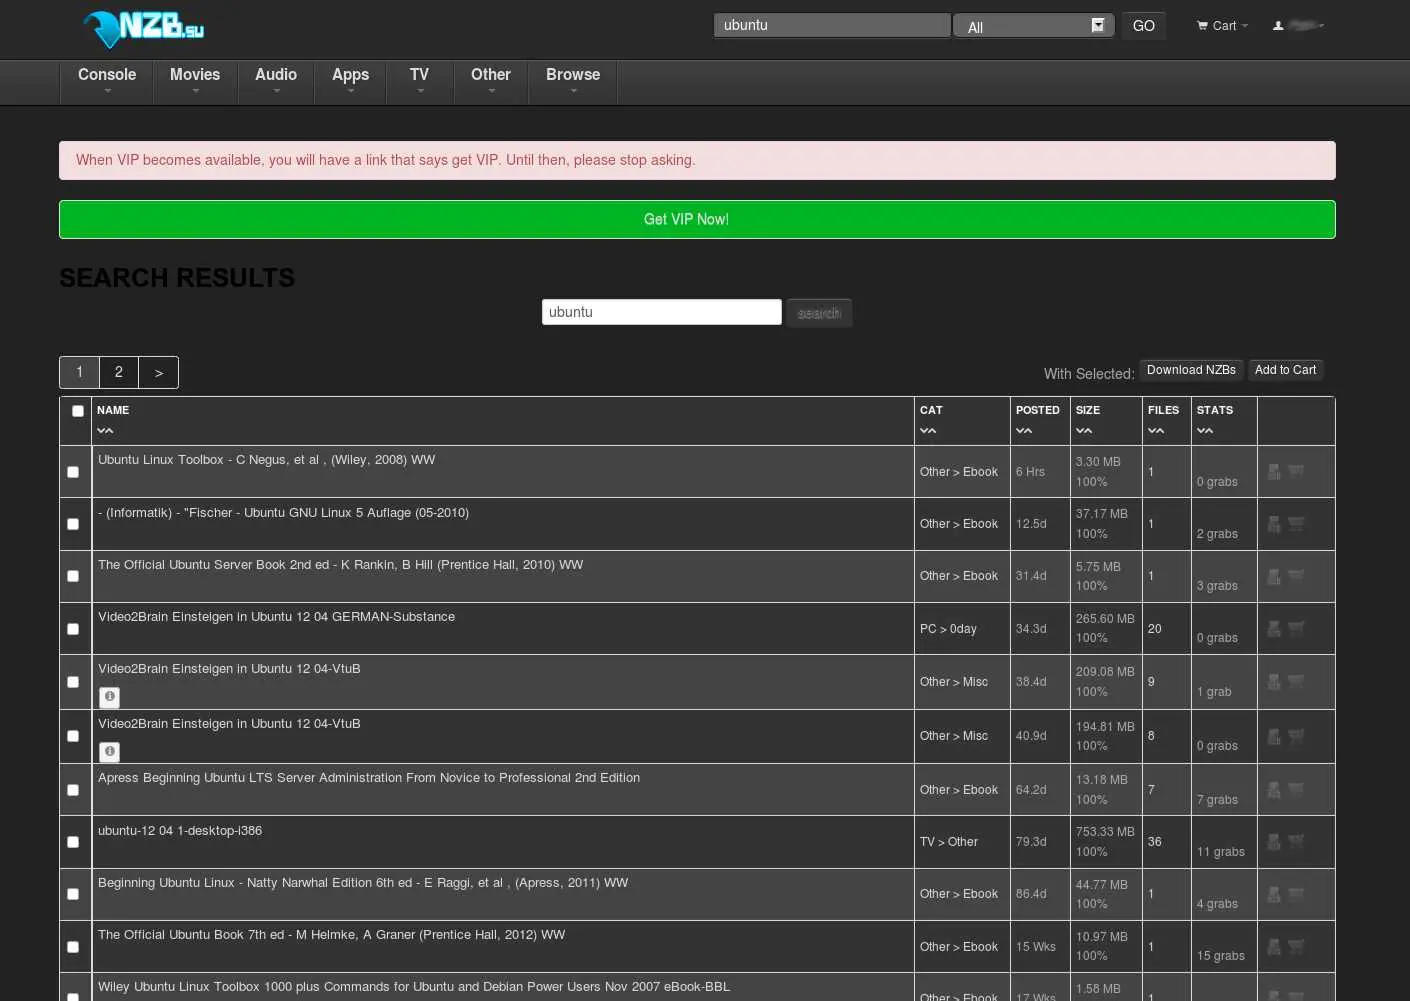 NZB.su
ubuntu All GO Cart
Console Movies Audio Apps TV Other Browse
When VIP becomes available, you will have a link that says get VIP. Until then, please stop asking.
Get VIP Now!
SEARCH RESULTS
ubuntu search
1 2 > With Selected: Download NZBs Add to Cart
NAME CAT POSTED SIZE FILES STATS
Ubuntu Linux Toolbox - C Negus, et al , (Wiley, 2008) WW Other > Ebook 6 Hrs 3.30 MB 100% 1 0 grabs
- (Informatik) - "Fischer - Ubuntu GNU Linux 5 Auflage (05-2010) Other > Ebook 12.5d 37.17 MB 100% 1 2 grabs
The Official Ubuntu Server Book 2nd ed - K Rankin, B Hill (Prentice Hall, 2010) WW Other > Ebook 31.4d 5.75 MB 100% 1 3 grabs
Video2Brain Einsteigen in Ubuntu 12 04 GERMAN-Substance PC > 0day 34.3d 265.60 MB 100% 20 0 grabs
Video2Brain Einsteigen in Ubuntu 12 04-VtuB Other > Misc 38.4d 209.08 MB 100% 9 1 grab
Video2Brain Einsteigen in Ubuntu 12 04-VtuB Other > Misc 40.9d 194.81 MB 100% 8 0 grabs
Apress Beginning Ubuntu LTS Server Administration From Novice to Professional 2nd Edition Other > Ebook 64.2d 13.18 MB 100% 7 7 grabs
ubuntu-12 04 1-desktop-i386 TV > Other 79.3d 753.33 MB 100% 36 11 grabs
Beginning Ubuntu Linux - Natty Narwhal Edition 6th ed - E Raggi, et al , (Apress, 2011) WW Other > Ebook 86.4d 44.77 MB 100% 1 4 grabs
The Official Ubuntu Book 7th ed - M Helmke, A Graner (Prentice Hall, 2012) WW Other > Ebook 15 Wks 10.97 MB 100% 1 15 grabs
Wiley Ubuntu Linux Toolbox 1000 plus Commands for Ubuntu and Debian Power Users Nov 2007 eBook-BBL Other > Ebook 17 Wks 1.58 MB 1